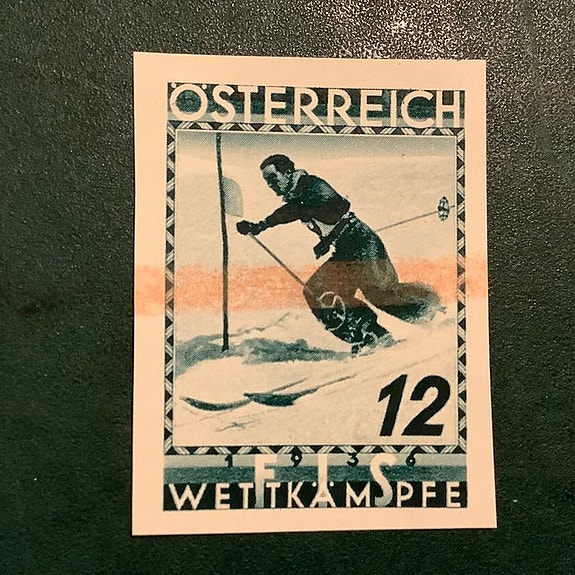 ÖSTERREICH
12
1936
FIS
WETTKÄMPFE